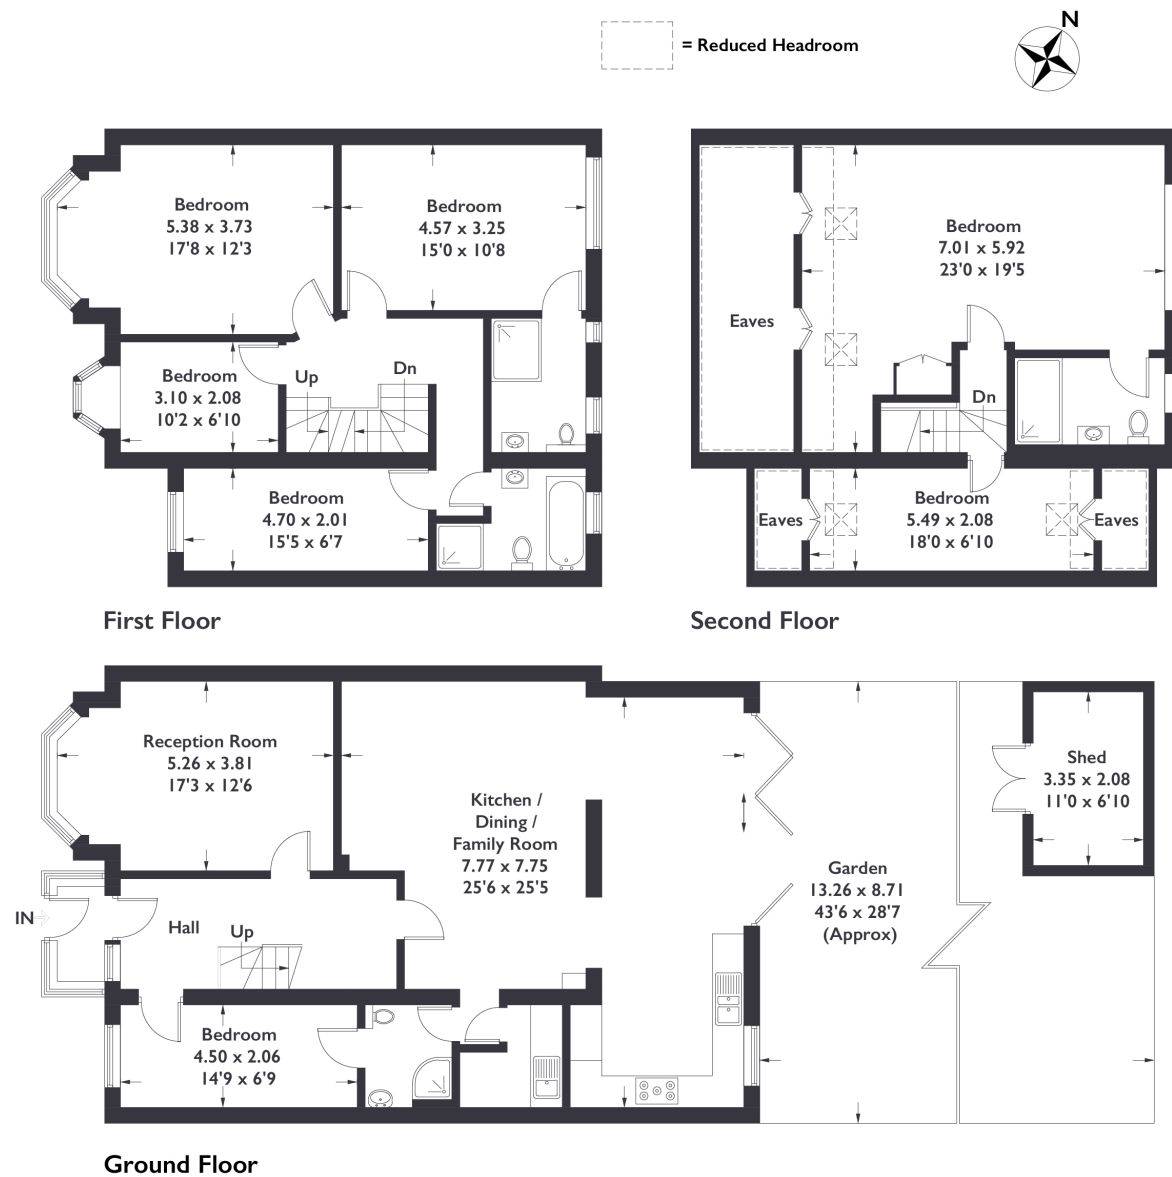 N
= Reduced Headroom
Bedroom
5.38 x 3.73
17'8 x 12'3
Bedroom
4.57 x 3.25
15'0 x 10'8
Bedroom
3.10 x 2.08
10'2 x 6'10
Up
Dn
Bedroom
4.70 x 2.01
15'5 x 6'7
First Floor
Eaves
Bedroom
7.01 x 5.92
23'0 x 19'5
Dn
Eaves
Bedroom
5.49 x 2.08
18'0 x 6'10
Eaves
Second Floor
Reception Room
5.26 x 3.81
17'3 x 12'6
Kitchen /
Dining /
Family Room
7.77 x 7.75
25'6 x 25'5
IN
Hall
Up
Bedroom
4.50 x 2.06
14'9 x 6'9
Garden
13.26 x 8.71
43'6 x 28'7
(Approx)
Shed
3.35 x 2.08
11'0 x 6'10
Ground Floor